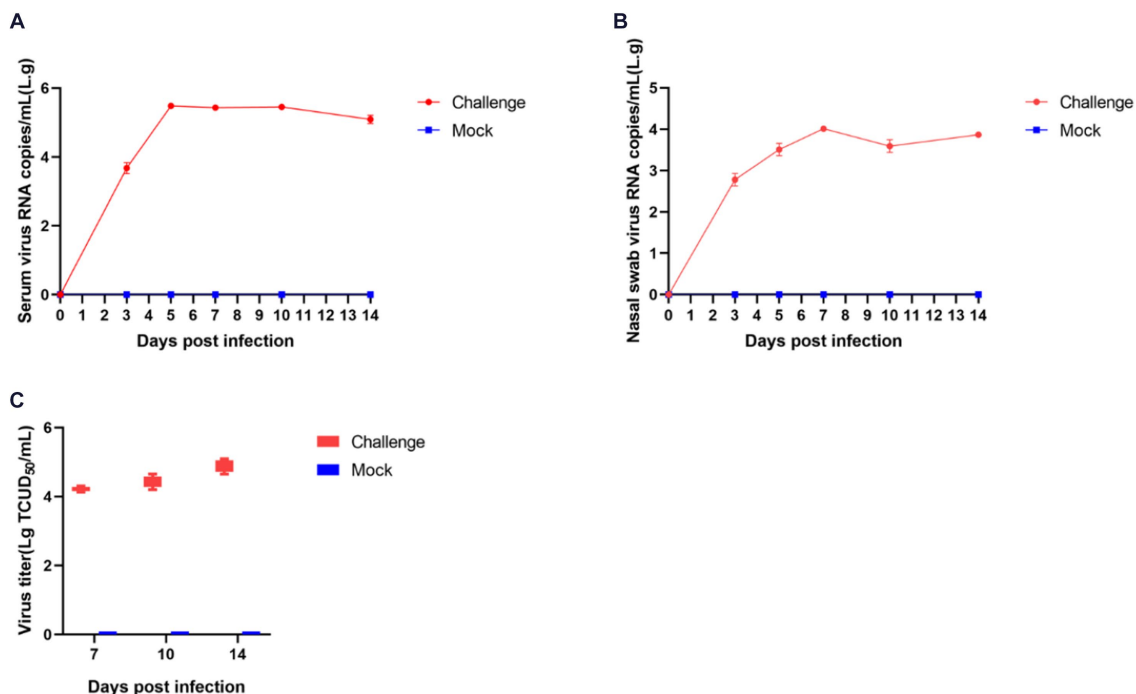 A
Serum virus RNA copies/mL(L.g)
6
4
2
0
0 1 2 3 4 5 6 7 8 9 10 11 12 13 14
Days post infection
Challenge
Mock
B
Nasal swab virus RNA copies/mL(L.g)
5
4
3
2
1
0
0 1 2 3 4 5 6 7 8 9 10 11 12 13 14
Days post infection
Challenge
Mock
C
Virus titer(Lg TCUD50/mL)
6
4
2
0
7 10 14
Days post infection
Challenge
Mock